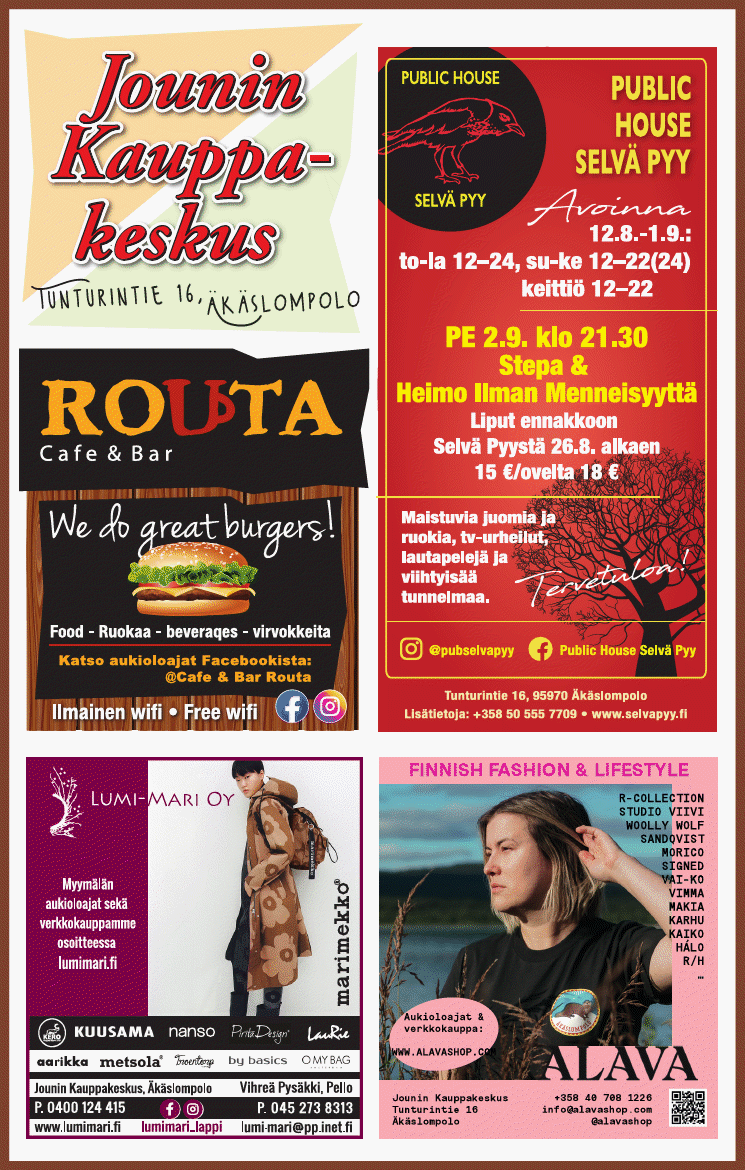 Jounin
Kauppa-
keskus
TUNTURINTIE 16, ÄKÄSLOMPOLO
ROUTA
Cafe & Bar
We do great burgers!
Food - Ruokaa - beverages - virvokkeita
Katso aukioloajat Facebookista:
@Cafe & Bar Routa
Ilmainen wifi • Free wifi
PUBLIC HOUSE
SELVÄ PYY
PUBLIC
HOUSE
SELVÄ PYY
Avoinna
12.8.-1.9.:
to-la 12–24, su-ke 12–22(24)
keittiö 12–22
PE 2.9. klo 21.30
Stepa &
Heimo Ilman Menneisyyttä
Liput ennakkoon
Selvä Pyystä 26.8. alkaen
15 €/ovelta 18 €
Maistuvia juomia ja
ruokia, tv-urheilut,
lautapelejä ja
viihtyisää
tunnelmaa.
Tervetuloa!
@pubselvapyy
Public House Selvä Pyy
Tunturintie 16, 95970 Äkäslompolo
Lisätietoja: +358 50 555 7709 • www.selvapyy.fi
LUMI-MARI OY
Myymälän
aukioloajat sekä
verkkokauppamme
osoitteessa
lumimari.fi
marimekko®
KERO KUUSAMA nanso Pirita Design LauRie
aarikka metsola® Troentorp by basics O MY BAG
Jounin Kauppakeskus, Äkäslompolo
Vihreä Pysäkki, Pello
P. 0400 124 415
P. 045 273 8313
www.lumimari.fi
lumimari_lappi
lumi-mari@pp.inet.fi
FINNISH FASHION & LIFESTYLE
R-COLLECTION
STUDIO VIIVI
WOOLLY WOLF
SANDQVIST
MORICO
SIGNED
VAI-KO
VIMMA
MAKIA
KARHU
KAIKO
HÁLO
R/H
…
Aukioloajat &
verkkokauppa:
WWW.ALAVASHOP.COM
ÄKÄSLOMPOLO
ALAVA
Jounin Kauppakeskus
Tunturintie 16
Äkäslompolo
+358 40 708 1226
info@alavashop.com
@alavashop